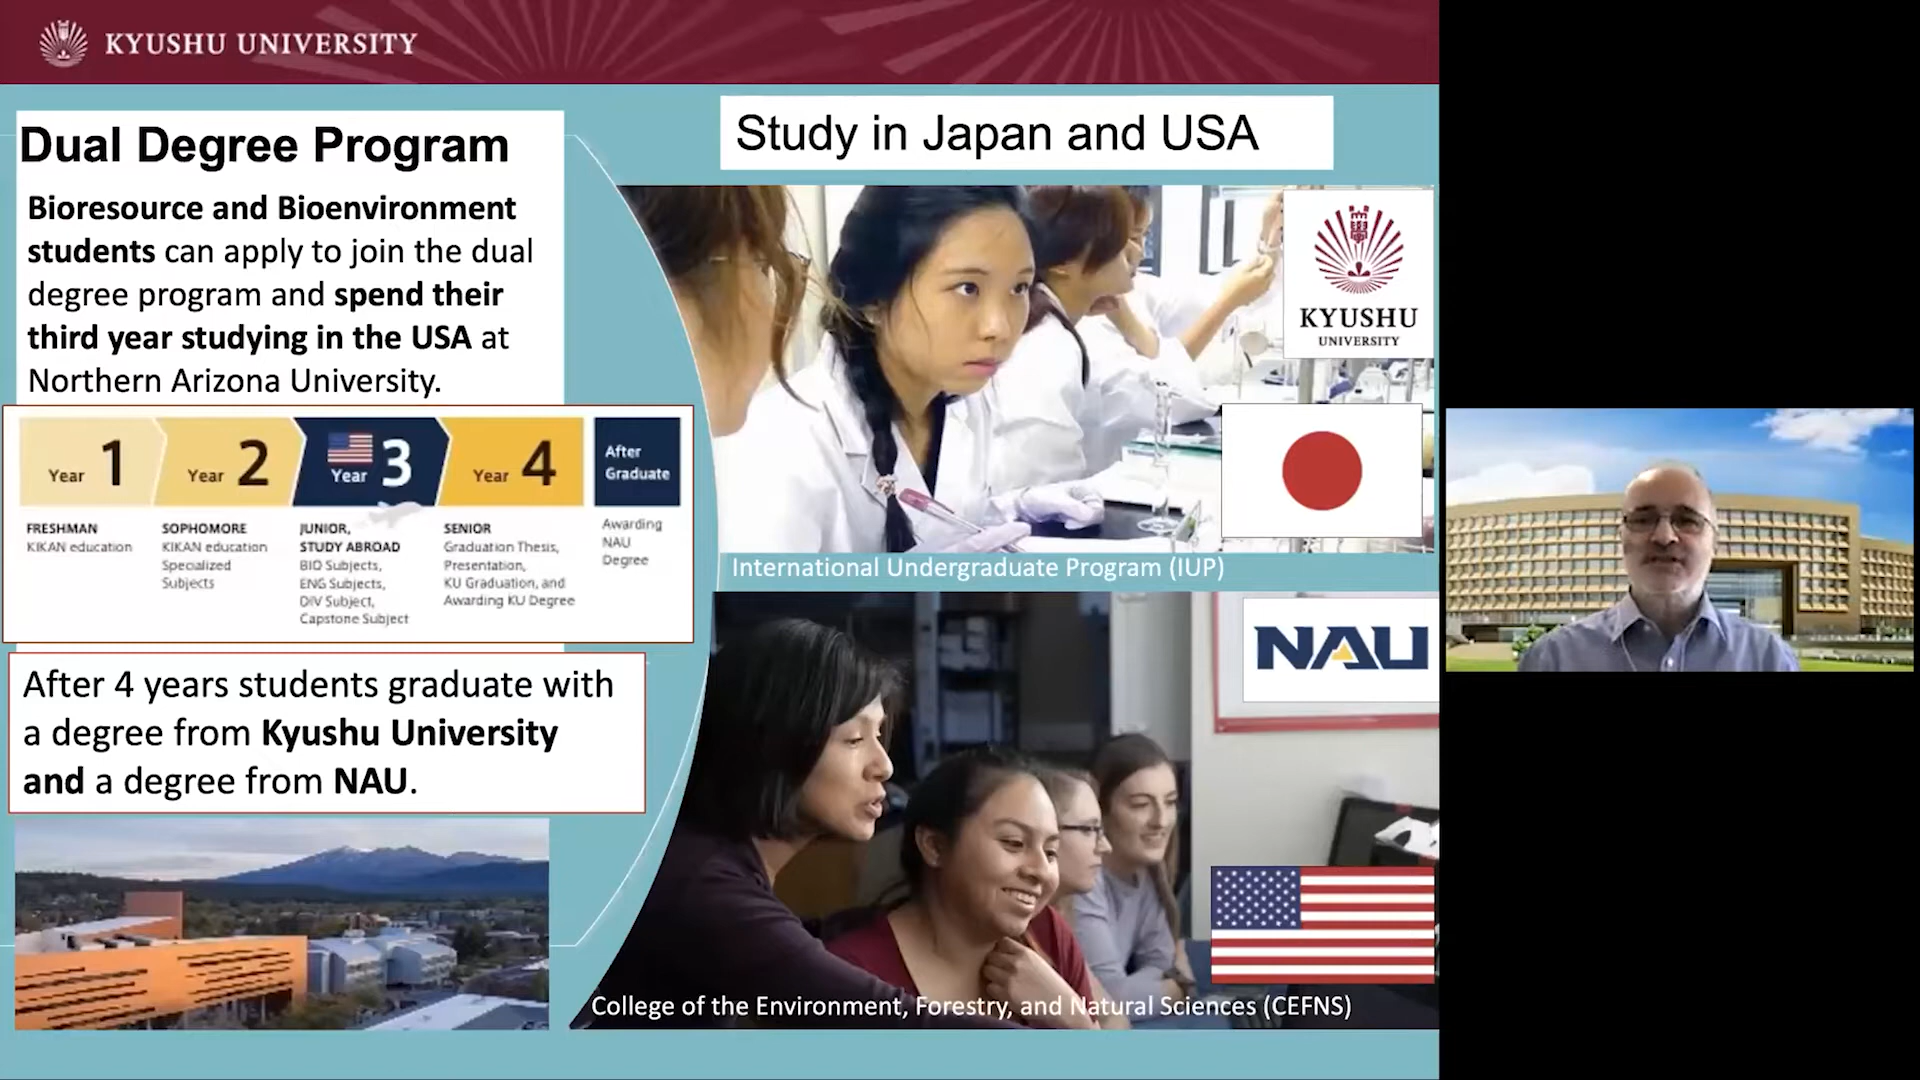 KYUSHU UNIVERSITY
Dual Degree Program
Bioresource and Bioenvironment
students can apply to join the dual
degree program and spend their
third year studying in the USA at
Northern Arizona University.
Year 1
Year 2
Year 3
Year 4
After
Graduate
FRESHMAN
KIKAN education
SOPHOMORE
KIKAN education
Specialized
Subjects
JUNIOR,
STUDY ABROAD
BIO Subjects,
ENG Subjects,
DIV Subject,
Capstone Subject
SENIOR
Graduation Thesis,
Presentation,
KU Graduation, and
Awarding KU Degree
Awarding
NAU
Degree
After 4 years students graduate with
a degree from Kyushu University
and a degree from NAU.
Study in Japan and USA
KYUSHU
UNIVERSITY
International Undergraduate Program (IUP)
NAU
College of the Environment, Forestry, and Natural Sciences (CEFNS)